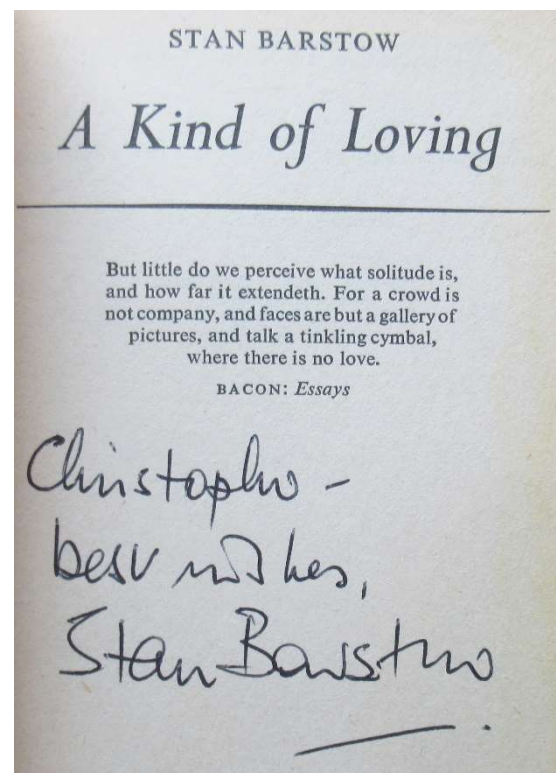 STAN BARSTOW
A Kind of Loving
But little do we perceive what solitude is,
and how far it extendeth. For a crowd is
not company, and faces are but a gallery of
pictures, and talk a tinkling cymbal,
where there is no love.
BACON: Essays
Christopher -
best wishes,
Stan Barstow